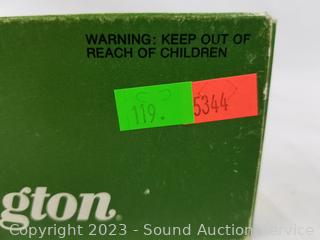 WARNING: KEEP OUT OF
REACH OF CHILDREN
119. 5344
gton.
Copyright 2023 - Sound Auction Service